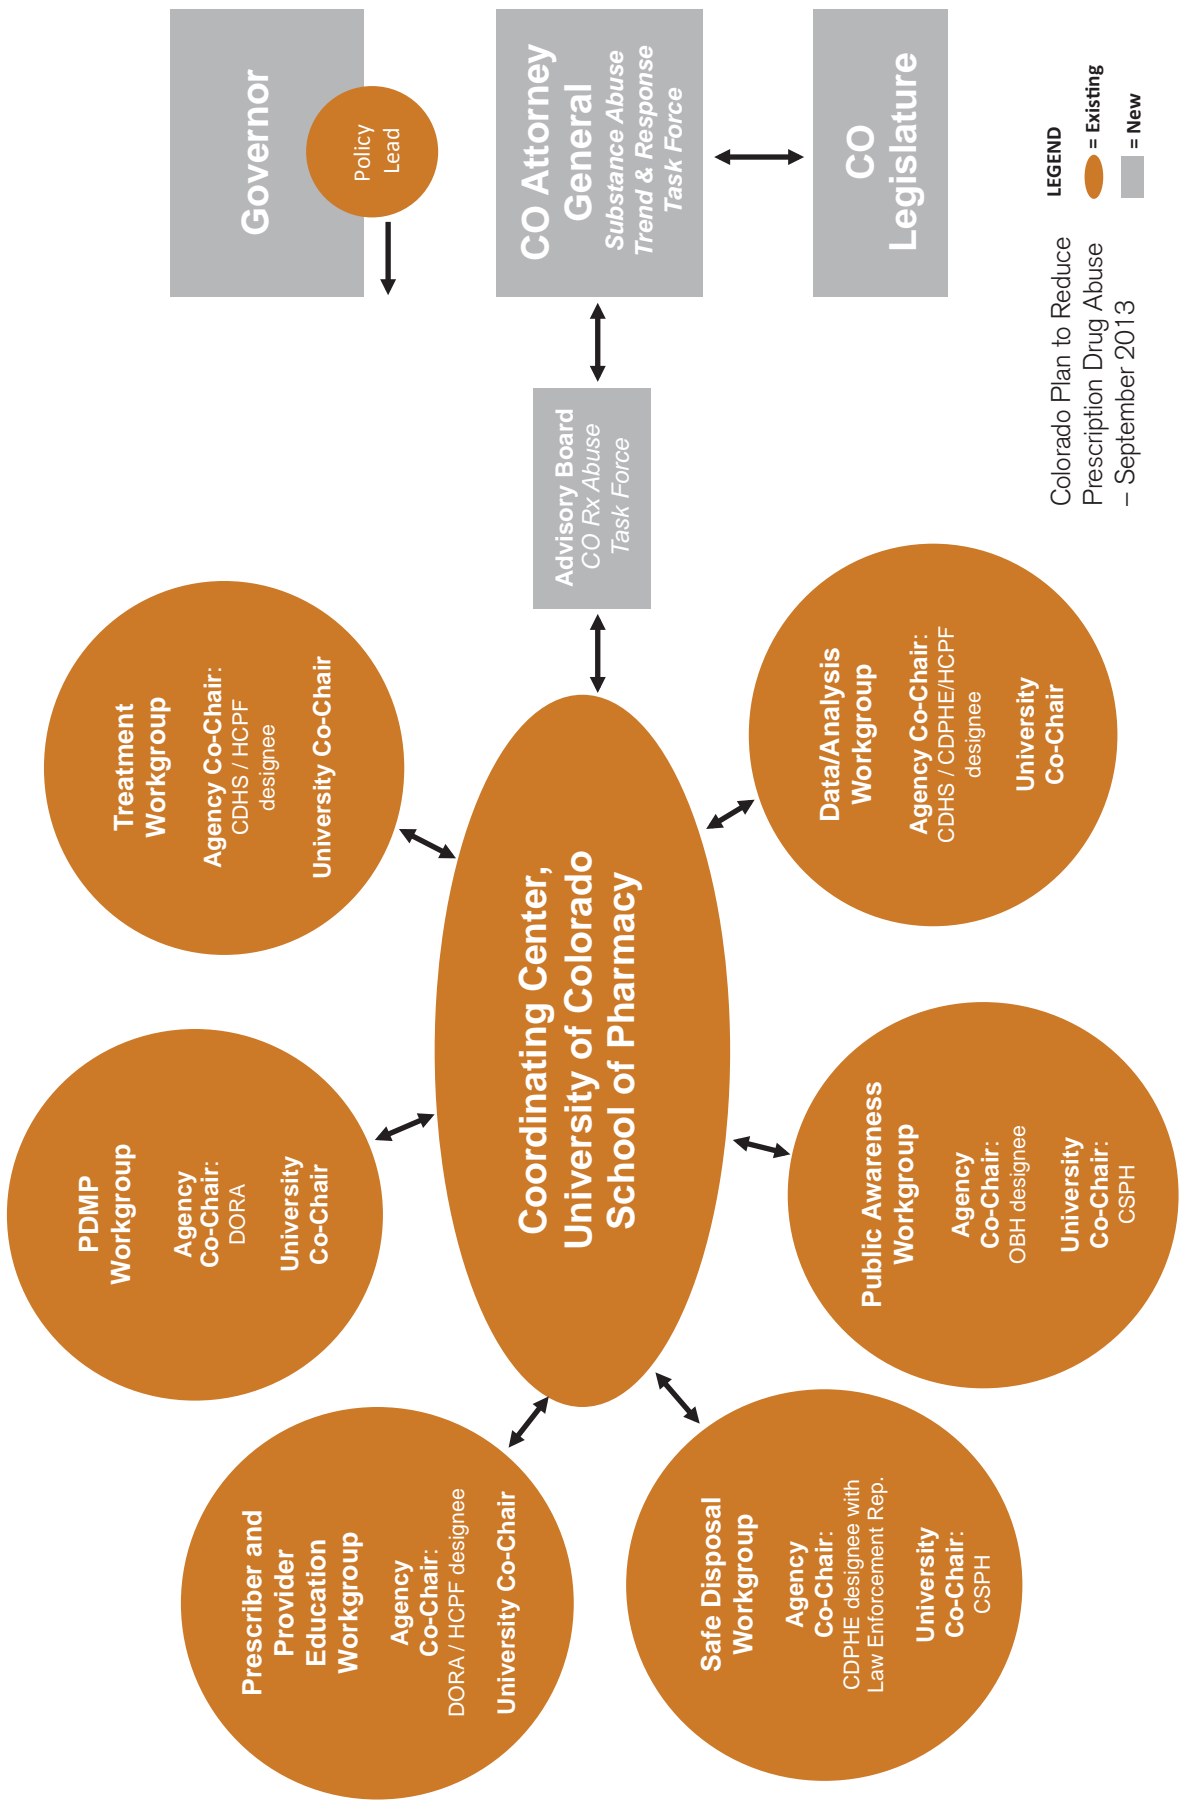 Governor
Policy
Lead
CO Attorney
General
Substance Abuse
Trend & Response
Task Force
CO
Legislature
Advisory Board
CO Rx Abuse
Task Force
Coordinating Center,
University of Colorado
School of Pharmacy
Treatment
Workgroup
Agency Co-Chair:
CDHS / HCPF
designee
University Co-Chair
PDMP
Workgroup
Agency
Co-Chair:
DORA
University
Co-Chair
Prescriber and
Provider
Education
Workgroup
Agency
Co-Chair:
DORA / HCPF designee
University Co-Chair
Safe Disposal
Workgroup
Agency
Co-Chair:
CDPHE designee with
Law Enforcement Rep.
University
Co-Chair:
CSPH
Public Awareness
Workgroup
Agency
Co-Chair:
OBH designee
University
Co-Chair:
CSPH
Data/Analysis
Workgroup
Agency Co-Chair:
CDHS / CDPHE/HCPF
designee
University
Co-Chair
Colorado Plan to Reduce
Prescription Drug Abuse
– September 2013
LEGEND
= Existing
= New